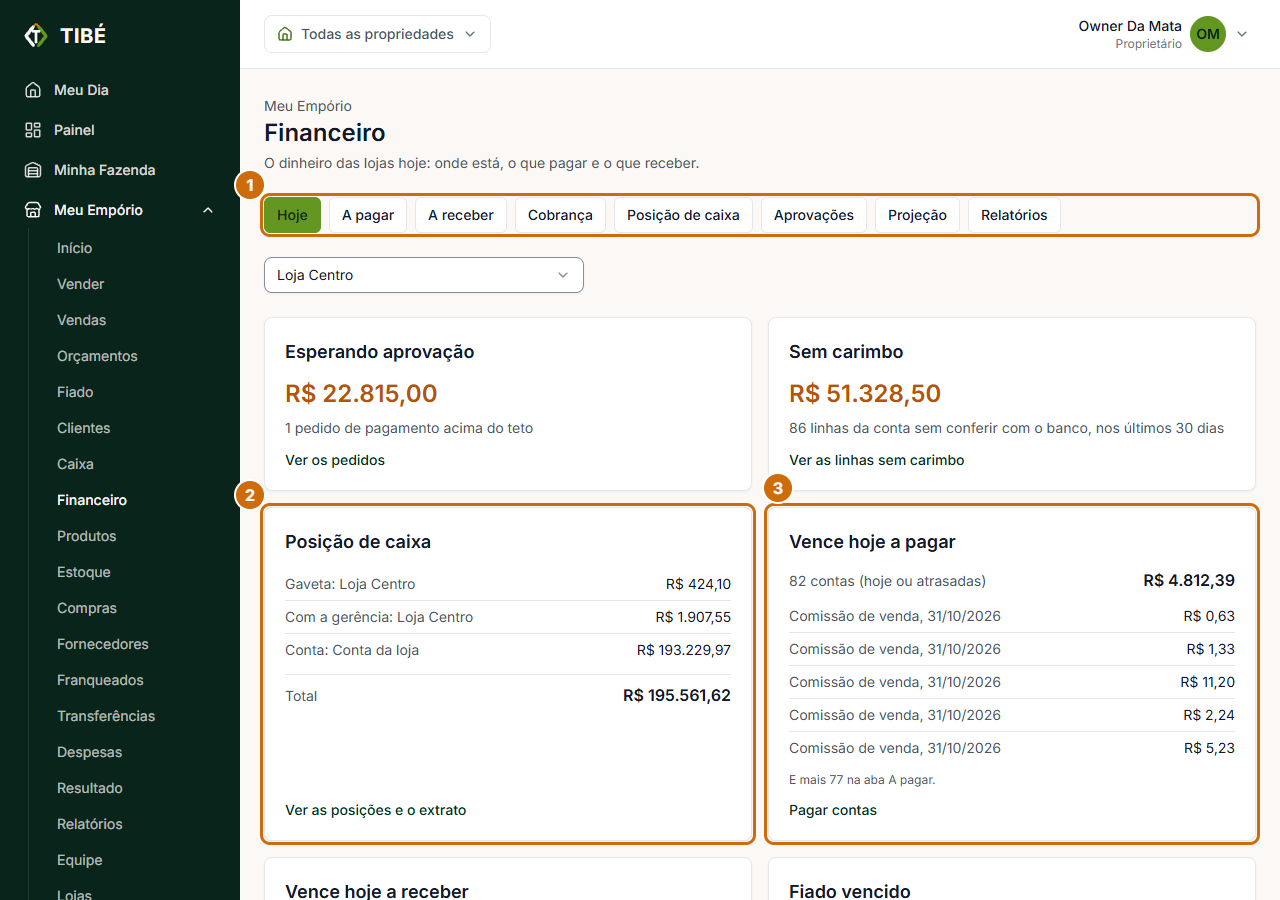 TIBÉ
Meu Dia
Painel
Minha Fazenda
Meu Empório
Início
Vender
Vendas
Orçamentos
Fiado
Clientes
Caixa
Financeiro
Produtos
Estoque
Compras
Fornecedores
Franqueados
Transferências
Despesas
Resultado
Relatórios
Equipe
Lojas
Todas as propriedades
Owner Da Mata
Proprietário
OM
Meu Empório
Financeiro
O dinheiro das lojas hoje: onde está, o que pagar e o que receber.
1
Hoje A pagar A receber Cobrança Posição de caixa Aprovações Projeção Relatórios
Loja Centro
Esperando aprovação
R$ 22.815,00
1 pedido de pagamento acima do teto
Ver os pedidos
Sem carimbo
R$ 51.328,50
86 linhas da conta sem conferir com o banco, nos últimos 30 dias
Ver as linhas sem carimbo
2
Posição de caixa
Gaveta: Loja Centro R$ 424,10
Com a gerência: Loja Centro R$ 1.907,55
Conta: Conta da loja R$ 193.229,97
Total R$ 195.561,62
Ver as posições e o extrato
3
Vence hoje a pagar
82 contas (hoje ou atrasadas) R$ 4.812,39
Comissão de venda, 31/10/2026 R$ 0,63
Comissão de venda, 31/10/2026 R$ 1,33
Comissão de venda, 31/10/2026 R$ 11,20
Comissão de venda, 31/10/2026 R$ 2,24
Comissão de venda, 31/10/2026 R$ 5,23
E mais 77 na aba A pagar.
Pagar contas
Vence hoje a receber
Fiado vencido